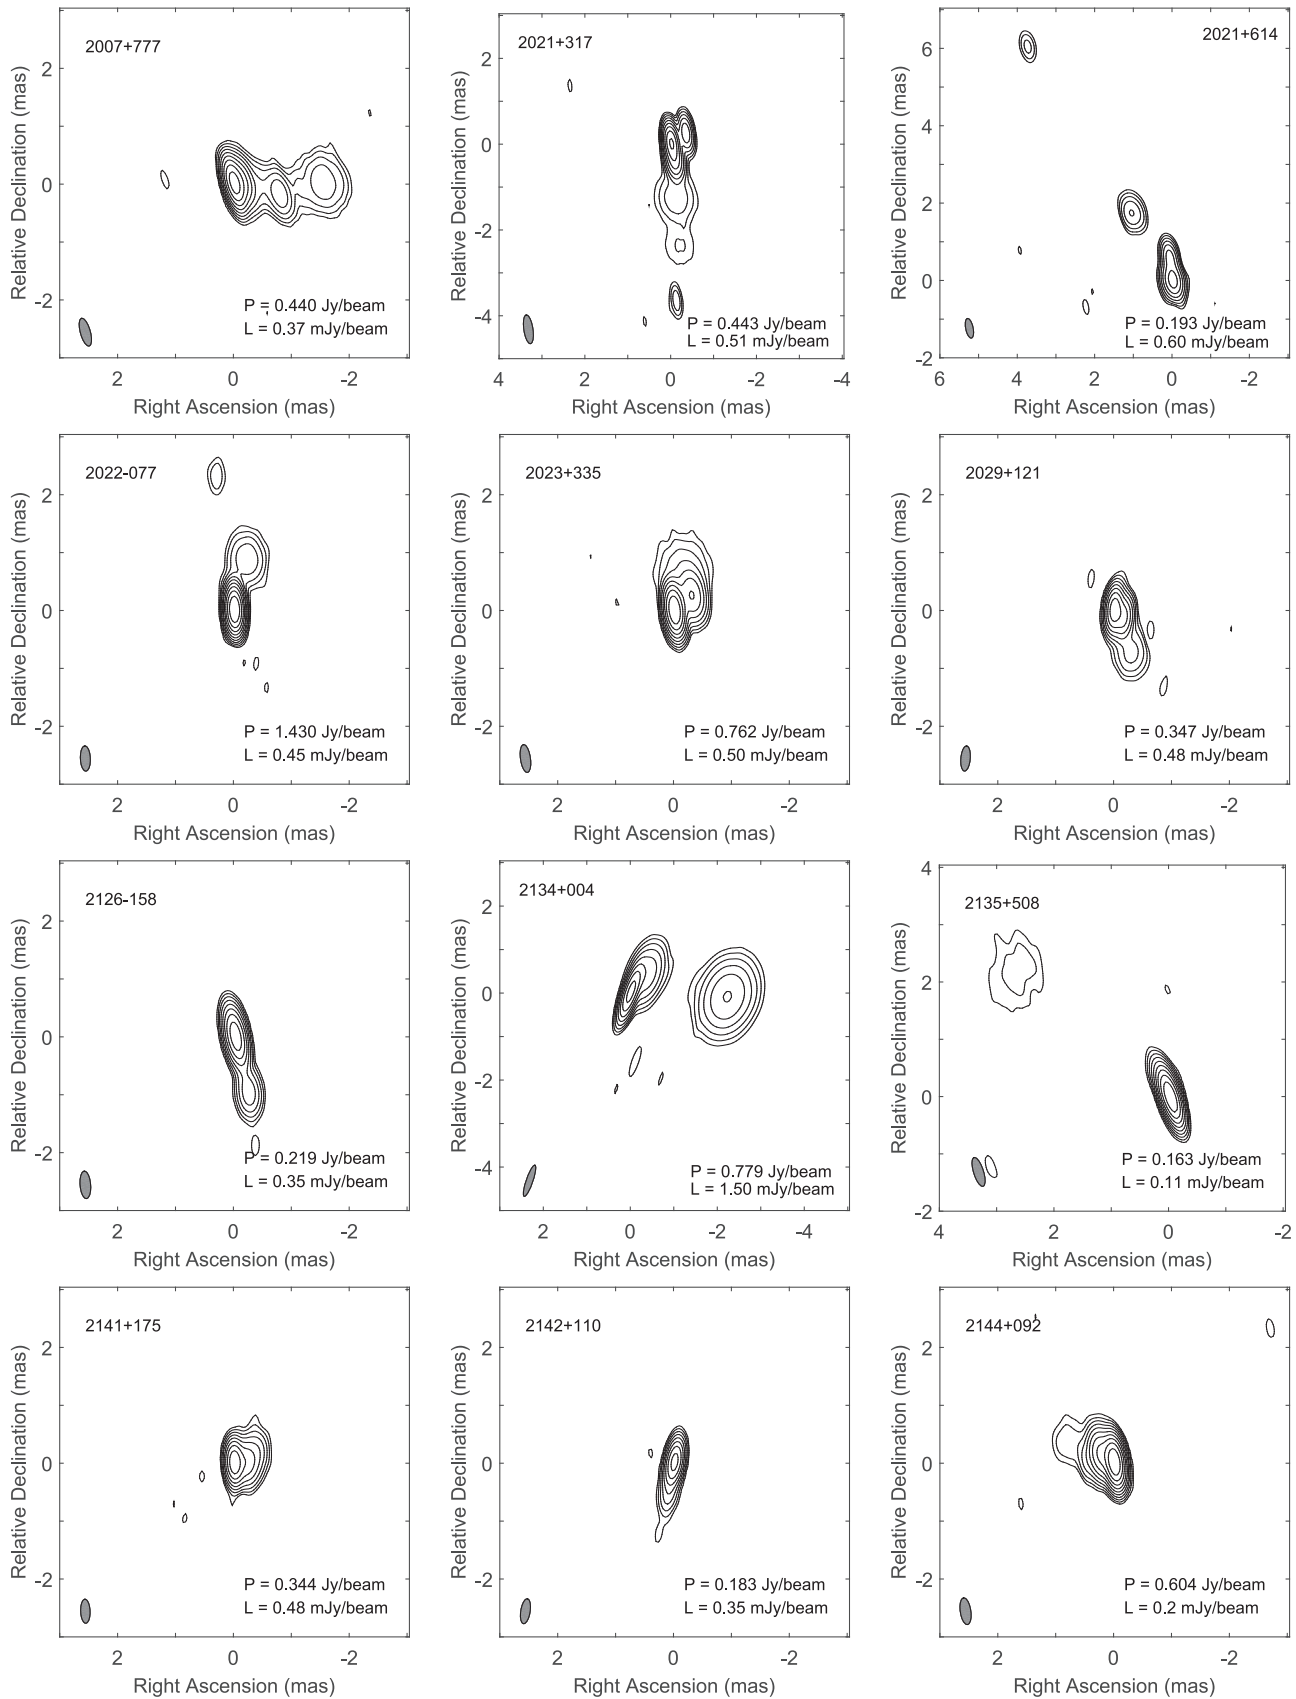 2007+777
P = 0.440 Jy/beam
L = 0.37 mJy/beam
Relative Declination (mas)
2
0
-2
2
0
-2
Right Ascension (mas)
2021+317
P = 0.443 Jy/beam
L = 0.51 mJy/beam
Relative Declination (mas)
2
0
-2
-4
4
2
0
-2
-4
Right Ascension (mas)
2021+614
P = 0.193 Jy/beam
L = 0.60 mJy/beam
Relative Declination (mas)
6
4
2
0
-2
6
4
2
0
-2
Right Ascension (mas)
2022-077
P = 1.430 Jy/beam
L = 0.45 mJy/beam
Relative Declination (mas)
2
0
-2
2
0
-2
Right Ascension (mas)
2023+335
P = 0.762 Jy/beam
L = 0.50 mJy/beam
Relative Declination (mas)
2
0
-2
2
0
-2
Right Ascension (mas)
2029+121
P = 0.347 Jy/beam
L = 0.48 mJy/beam
Relative Declination (mas)
2
0
-2
2
0
-2
Right Ascension (mas)
2126-158
P = 0.219 Jy/beam
L = 0.35 mJy/beam
Relative Declination (mas)
2
0
-2
2
0
-2
Right Ascension (mas)
2134+004
P = 0.779 Jy/beam
L = 1.50 mJy/beam
Relative Declination (mas)
2
0
-2
-4
2
0
-2
-4
Right Ascension (mas)
2135+508
P = 0.163 Jy/beam
L = 0.11 mJy/beam
Relative Declination (mas)
4
2
0
-2
4
2
0
-2
Right Ascension (mas)
2141+175
P = 0.344 Jy/beam
L = 0.48 mJy/beam
Relative Declination (mas)
2
0
-2
2
0
-2
Right Ascension (mas)
2142+110
P = 0.183 Jy/beam
L = 0.35 mJy/beam
Relative Declination (mas)
2
0
-2
2
0
-2
Right Ascension (mas)
2144+092
P = 0.604 Jy/beam
L = 0.2 mJy/beam
Relative Declination (mas)
2
0
-2
2
0
-2
Right Ascension (mas)